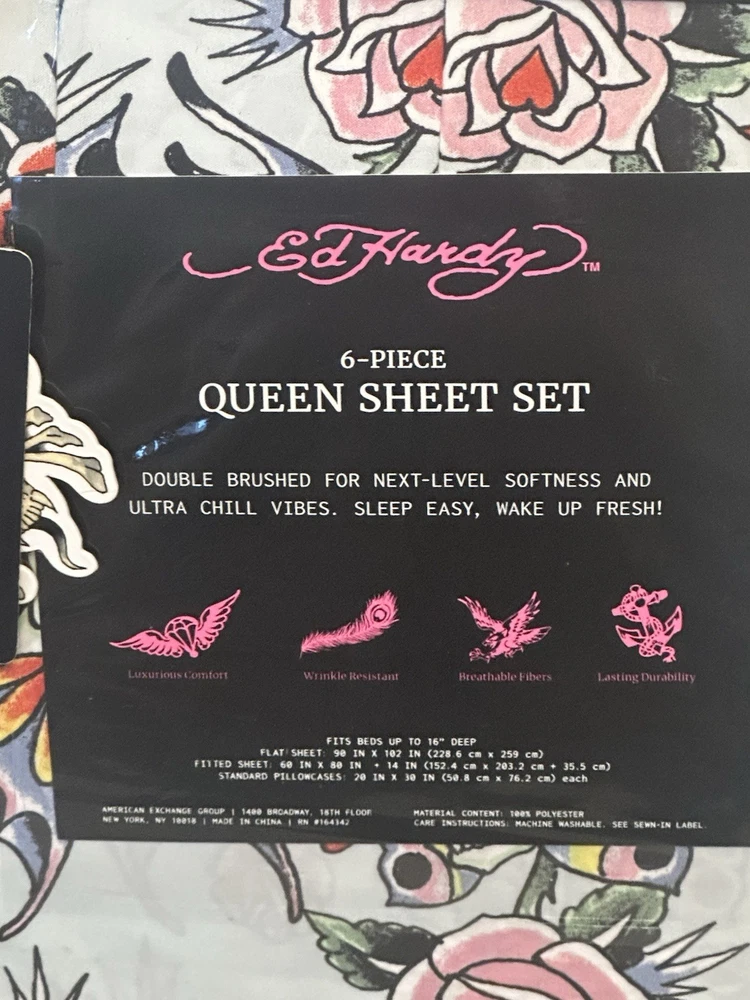 Ed Hardy TM
6-PIECE
QUEEN SHEET SET
DOUBLE BRUSHED FOR NEXT-LEVEL SOFTNESS AND
ULTRA CHILL VIBES. SLEEP EASY, WAKE UP FRESH!
Luxurious Comfort
Wrinkle Resistant
Breathable Fibers
Lasting Durability
FITS BEDS UP TO 16" DEEP
FLAT SHEET: 90 IN X 102 IN (228.6 cm x 259 cm)
FITTED SHEET: 60 IN X 80 IN + 14 IN (152.4 cm x 203.2 cm + 35.5 cm)
STANDARD PILLOWCASES: 20 IN X 30 IN (50.8 cm x 76.2 cm) each
AMERICAN EXCHANGE GROUP | 1400 BROADWAY, 18TH FLOOR
NEW YORK, NY 10018 | MADE IN CHINA | RN #164342
MATERIAL CONTENT: 100% POLYESTER
CARE INSTRUCTIONS: MACHINE WASHABLE. SEE SEWN-IN LABEL.